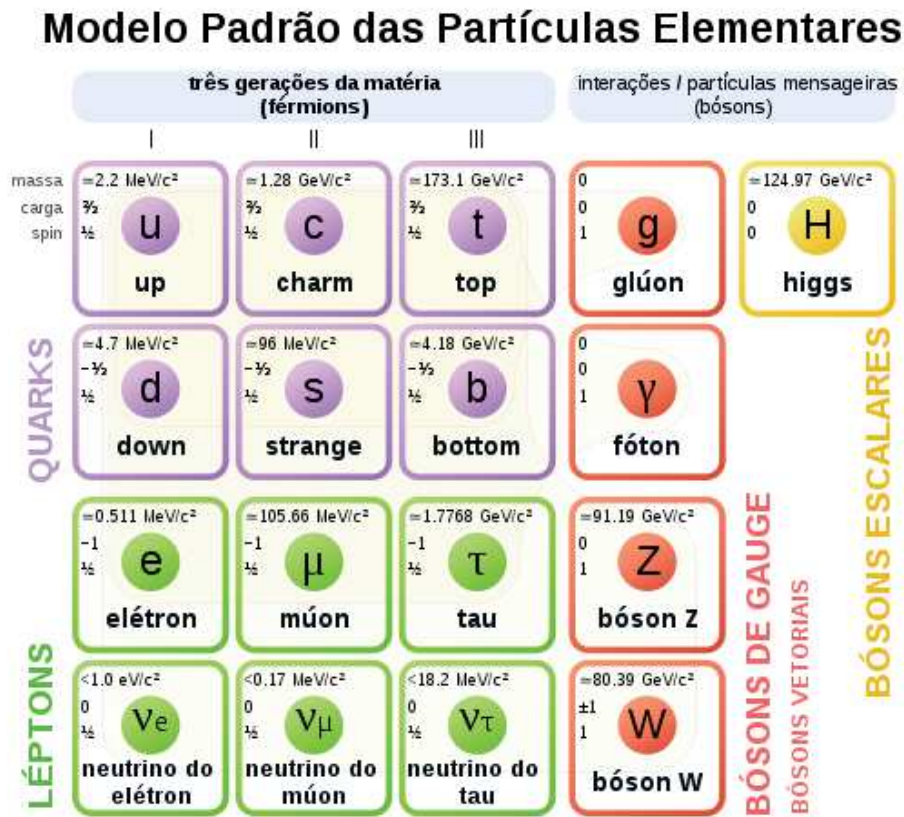 Modelo Padrão das Partículas Elementares
três gerações da matéria
(férmions)
interações / partículas mensageiras
(bósons)
I
II
III
massa
carga
spin
≃2.2 MeV/c²
⅔
½
u
up
≃1.28 GeV/c²
⅔
½
c
charm
≃173.1 GeV/c²
⅔
½
t
top
0
0
1
g
glúon
≃124.97 GeV/c²
0
0
H
higgs
QUARKS
≃4.7 MeV/c²
−⅓
½
d
down
≃96 MeV/c²
−⅓
½
s
strange
≃4.18 GeV/c²
−⅓
½
b
bottom
0
0
1
γ
fóton
BÓSONS ESCALARES
LÉPTONS
≃0.511 MeV/c²
−1
½
e
elétron
≃105.66 MeV/c²
−1
½
μ
múon
≃1.7768 GeV/c²
−1
½
τ
tau
≃91.19 GeV/c²
0
1
Z
bóson Z
BÓSONS DE GAUGE
BÓSONS VETORIAIS
<1.0 eV/c²
0
½
νe
neutrino do
elétron
<0.17 MeV/c²
0
½
νμ
neutrino do
múon
<18.2 MeV/c²
0
½
ντ
neutrino do
tau
≃80.39 GeV/c²
±1
1
W
bóson W